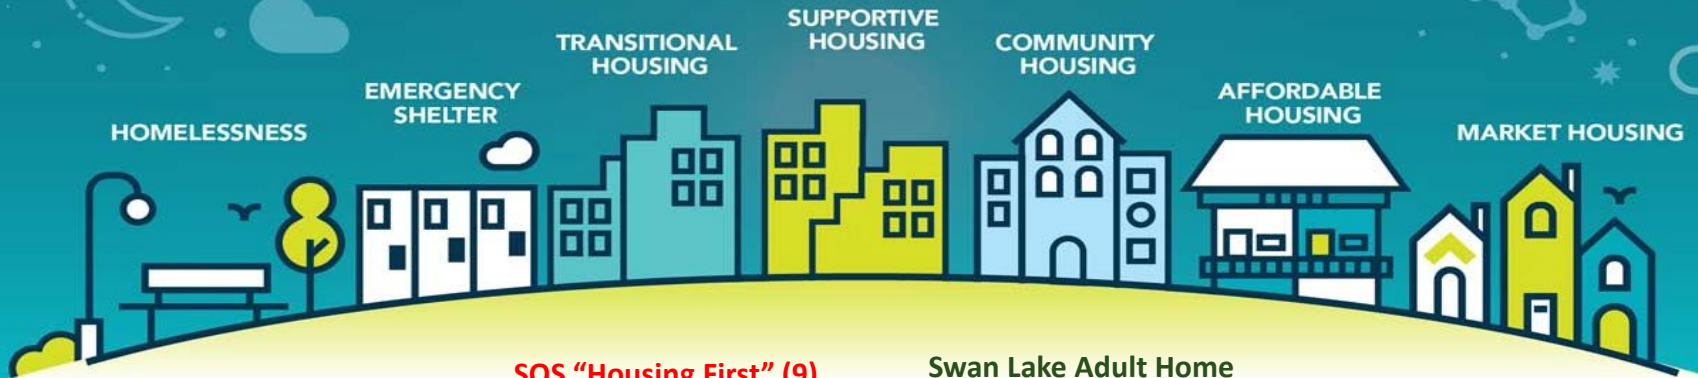 HOMELESSNESS
EMERGENCY
SHELTER
TRANSITIONAL
HOUSING
SUPPORTIVE
HOUSING
COMMUNITY
HOUSING
AFFORDABLE
HOUSING
MARKET HOUSING
SOS “Housing First” (9)
Swan Lake Adult Home